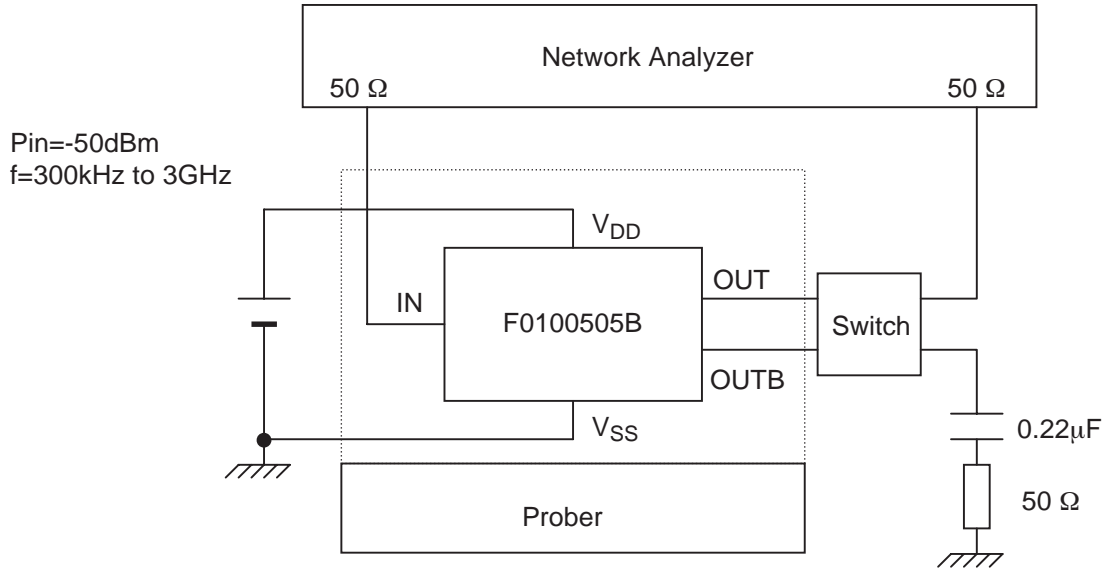 Network Analyzer
50 Ω
50 Ω
Pin=-50dBm
f=300kHz to 3GHz
VDD
IN
OUT
F0100505B
Switch
OUTB
VSS
0.22μF
50 Ω
Prober